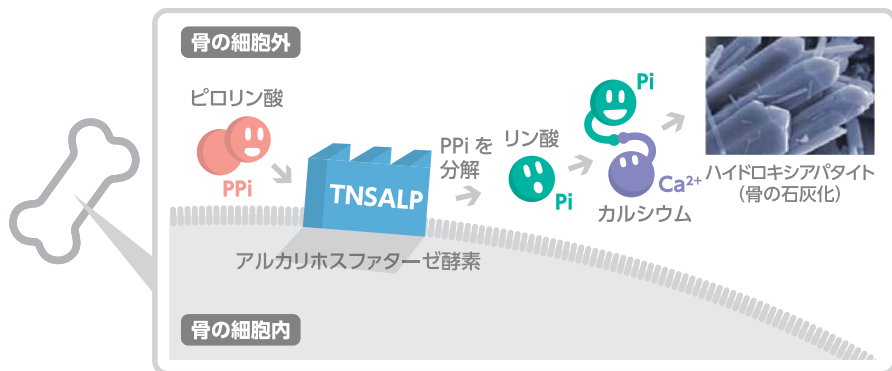 骨の細胞外
ピロリン酸
PPi
TNSALP
アルカリホスファターゼ酵素
PPi を
分解
リン酸
Pi
Pi
Ca²⁺
カルシウム
ハイドロキシアパタイト
(骨の石灰化)
骨の細胞内